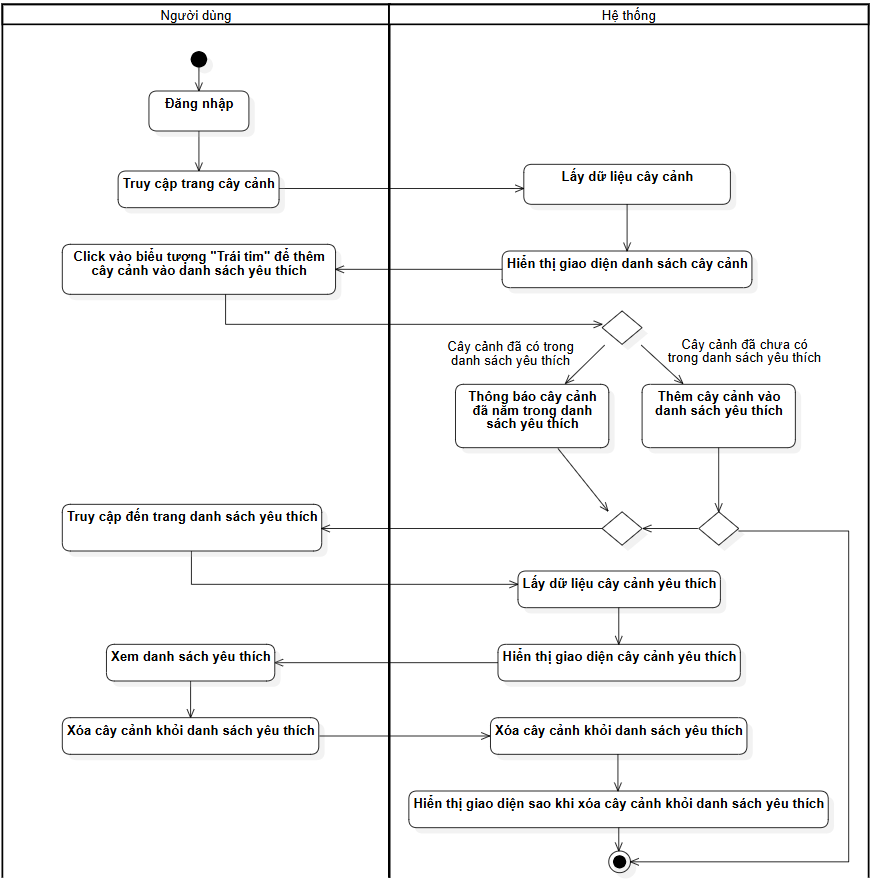 Người dùng
Hệ thống
Đăng nhập
Truy cập trang cây cảnh
Lấy dữ liệu cây cảnh
Click vào biểu tượng "Trái tim" để thêm
cây cảnh vào danh sách yêu thích
Hiển thị giao diện danh sách cây cảnh
Cây cảnh đã có trong
danh sách yêu thích
Cây cảnh đã chưa có
trong danh sách yêu thích
Thông báo cây cảnh
đã nằm trong danh
sách yêu thích
Thêm cây cảnh vào
danh sách yêu thích
Truy cập đến trang danh sách yêu thích
Lấy dữ liệu cây cảnh yêu thích
Xem danh sách yêu thích
Hiển thị giao diện cây cảnh yêu thích
Xóa cây cảnh khỏi danh sách yêu thích
Xóa cây cảnh khỏi danh sách yêu thích
Hiển thị giao diện sao khi xóa cây cảnh khỏi danh sách yêu thích